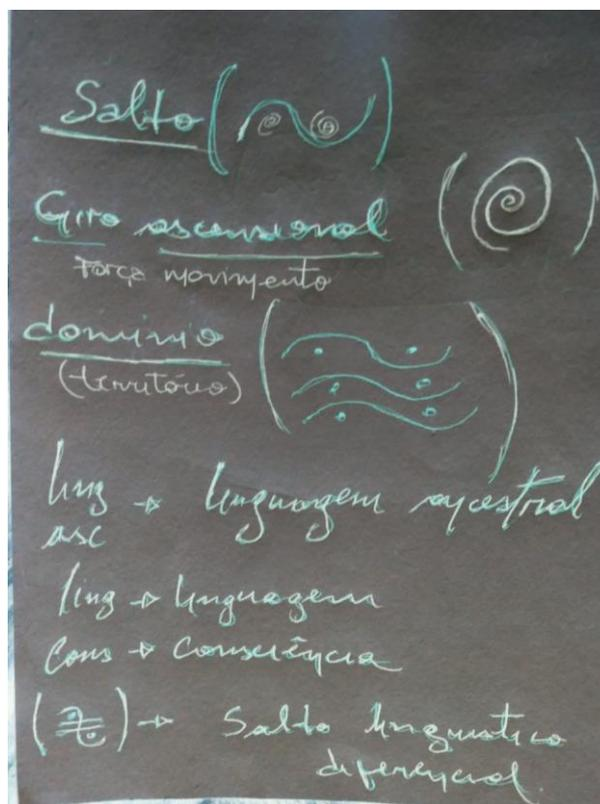 Salto
Giro ascensional
Força movimento
domínio
(território)
ling → linguagem ancestral
asc
ling → linguagem
cons → consciência
→ Salto linguístico
diferencial.